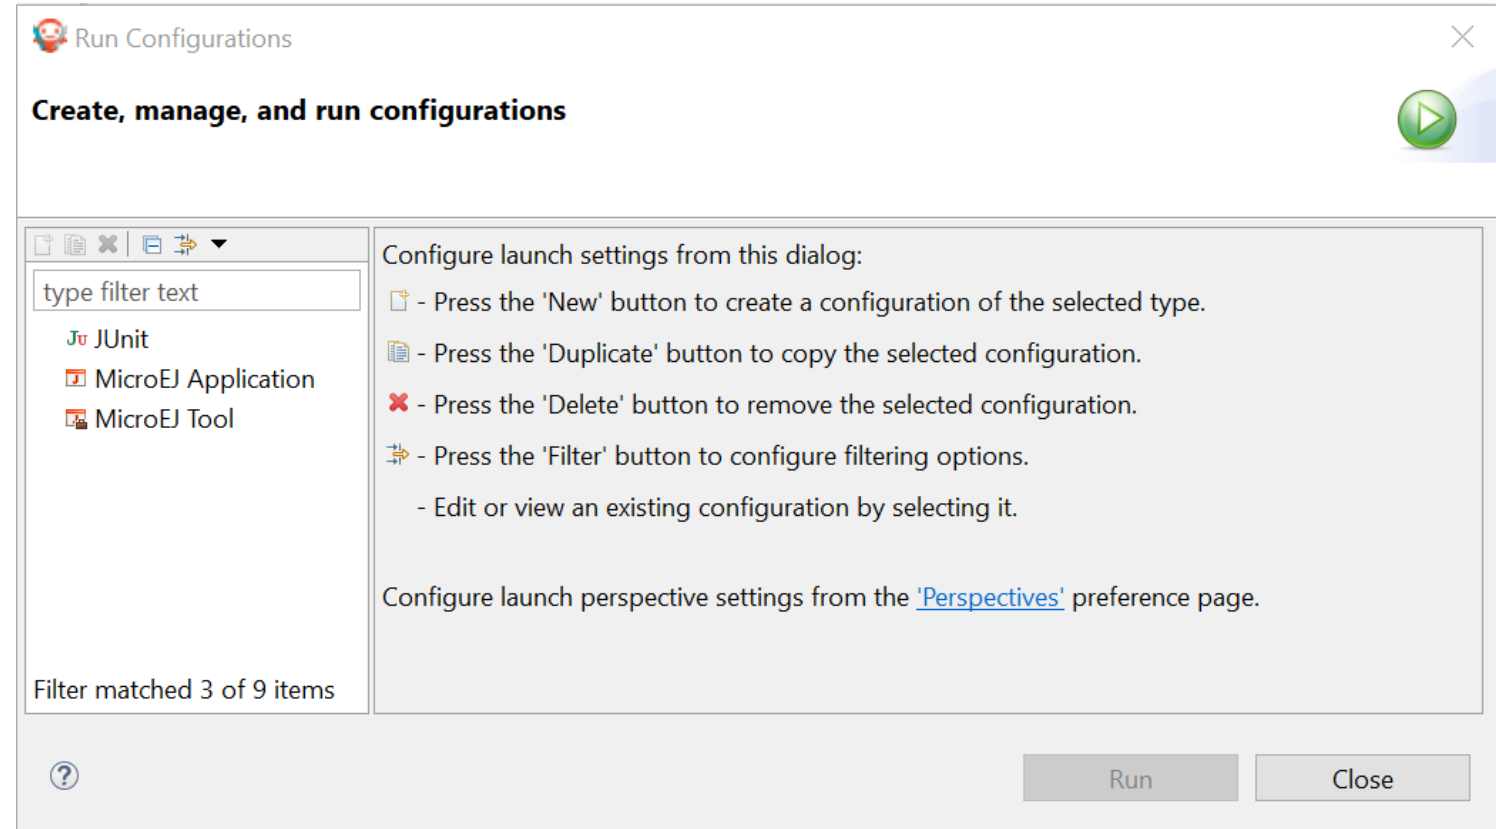 Run Configurations
Create, manage, and run configurations
type filter text
Ju JUnit
MicroEJ Application
MicroEJ Tool
Filter matched 3 of 9 items
Configure launch settings from this dialog:
- Press the 'New' button to create a configuration of the selected type.
- Press the 'Duplicate' button to copy the selected configuration.
- Press the 'Delete' button to remove the selected configuration.
- Press the 'Filter' button to configure filtering options.
- Edit or view an existing configuration by selecting it.
Configure launch perspective settings from the 'Perspectives' preference page.
?
Run
Close